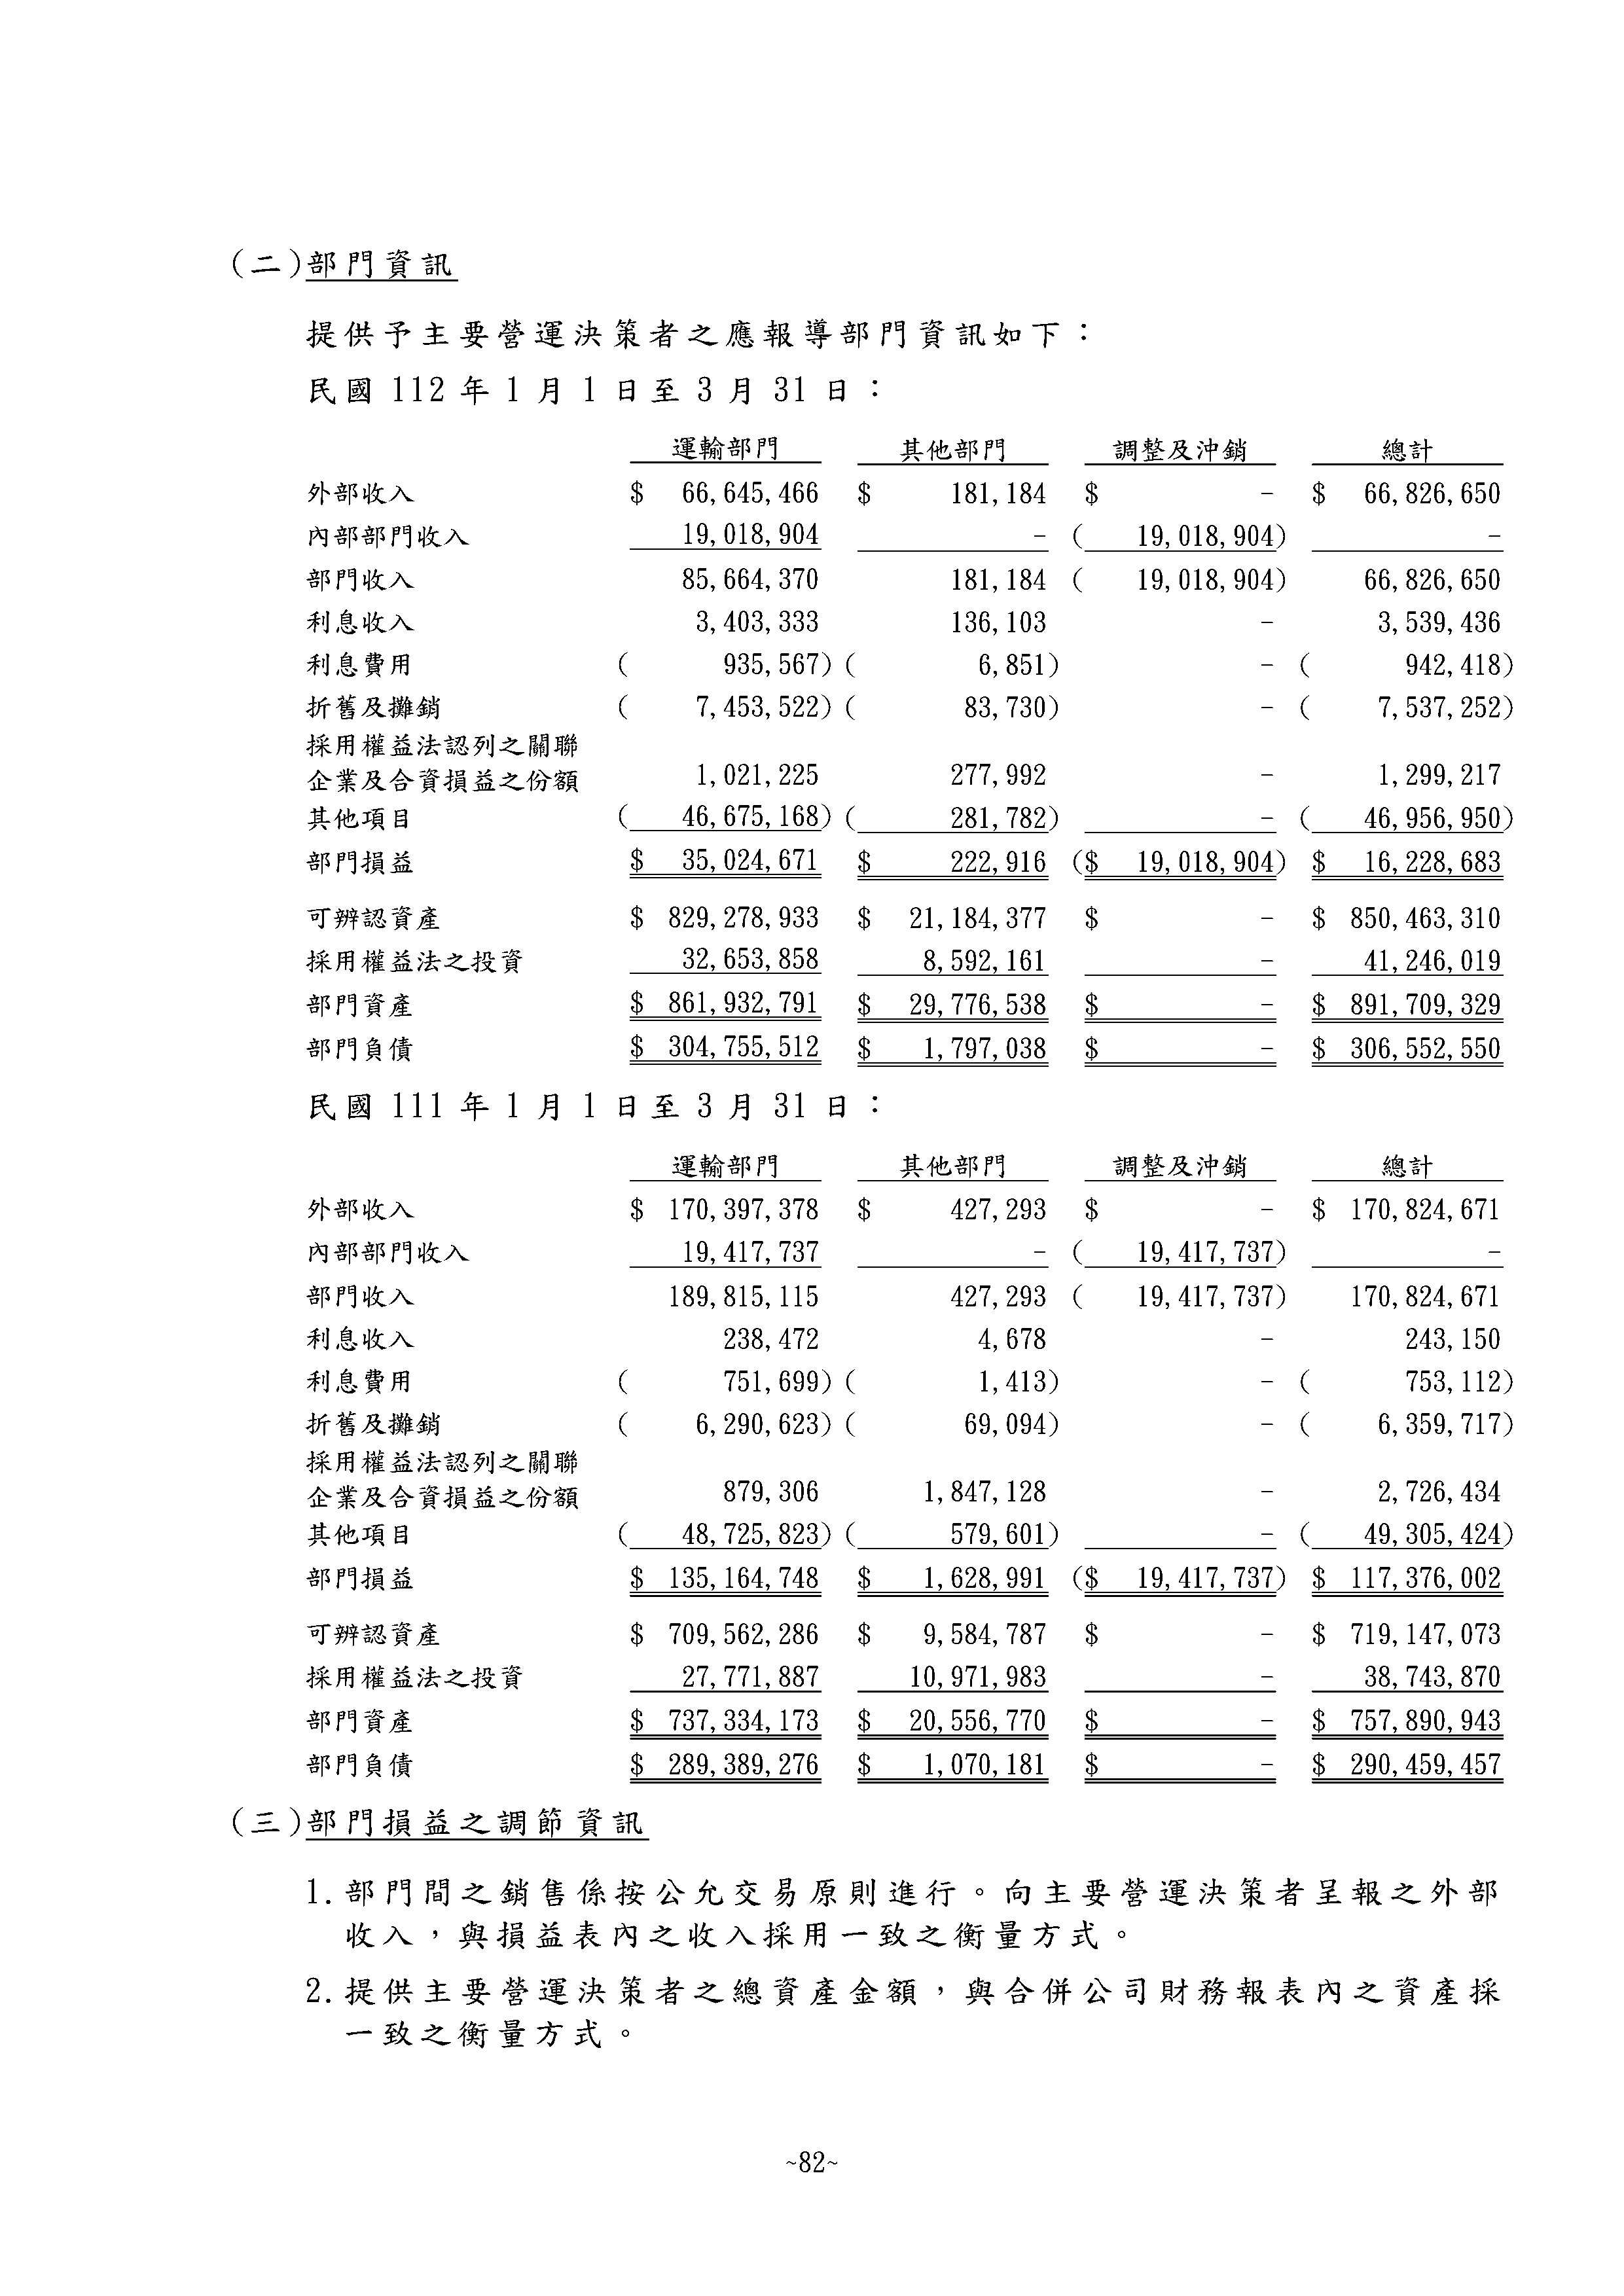 (二)部門資訊
提供予主要營運決策者之應報導部門資訊如下：
民國 112 年 1 月 1 日至 3 月 31 日：
運輸部門 其他部門 調整及沖銷 總計
外部收入 $ 66,645,466 $ 181,184 $ - $ 66,826,650
內部部門收入 19,018,904 - ( 19,018,904) -
部門收入 85,664,370 181,184 ( 19,018,904) 66,826,650
利息收入 3,403,333 136,103 - 3,539,436
利息費用 ( 935,567) ( 6,851) - ( 942,418)
折舊及攤銷 ( 7,453,522) ( 83,730) - ( 7,537,252)
採用權益法認列之關聯
企業及合資損益之份額 1,021,225 277,992 - 1,299,217
其他項目 ( 46,675,168) ( 281,782) - ( 46,956,950)
部門損益 $ 35,024,671 $ 222,916 ($ 19,018,904) $ 16,228,683
可辨認資產 $ 829,278,933 $ 21,184,377 $ - $ 850,463,310
採用權益法之投資 32,653,858 8,592,161 - 41,246,019
部門資產 $ 861,932,791 $ 29,776,538 $ - $ 891,709,329
部門負債 $ 304,755,512 $ 1,797,038 $ - $ 306,552,550
民國 111 年 1 月 1 日至 3 月 31 日：
運輸部門 其他部門 調整及沖銷 總計
外部收入 $ 170,397,378 $ 427,293 $ - $ 170,824,671
內部部門收入 19,417,737 - ( 19,417,737) -
部門收入 189,815,115 427,293 ( 19,417,737) 170,824,671
利息收入 238,472 4,678 - 243,150
利息費用 ( 751,699) ( 1,413) - ( 753,112)
折舊及攤銷 ( 6,290,623) ( 69,094) - ( 6,359,717)
採用權益法認列之關聯
企業及合資損益之份額 879,306 1,847,128 - 2,726,434
其他項目 ( 48,725,823) ( 579,601) - ( 49,305,424)
部門損益 $ 135,164,748 $ 1,628,991 ($ 19,417,737) $ 117,376,002
可辨認資產 $ 709,562,286 $ 9,584,787 $ - $ 719,147,073
採用權益法之投資 27,771,887 10,971,983 - 38,743,870
部門資產 $ 737,334,173 $ 20,556,770 $ - $ 757,890,943
部門負債 $ 289,389,276 $ 1,070,181 $ - $ 290,459,457
(三)部門損益之調節資訊
1.部門間之銷售係按公允交易原則進行。向主要營運決策者呈報之外部
收入，與損益表內之收入採用一致之衡量方式。
2.提供主要營運決策者之總資產金額，與合併公司財務報表內之資產採
一致之衡量方式。
~82~